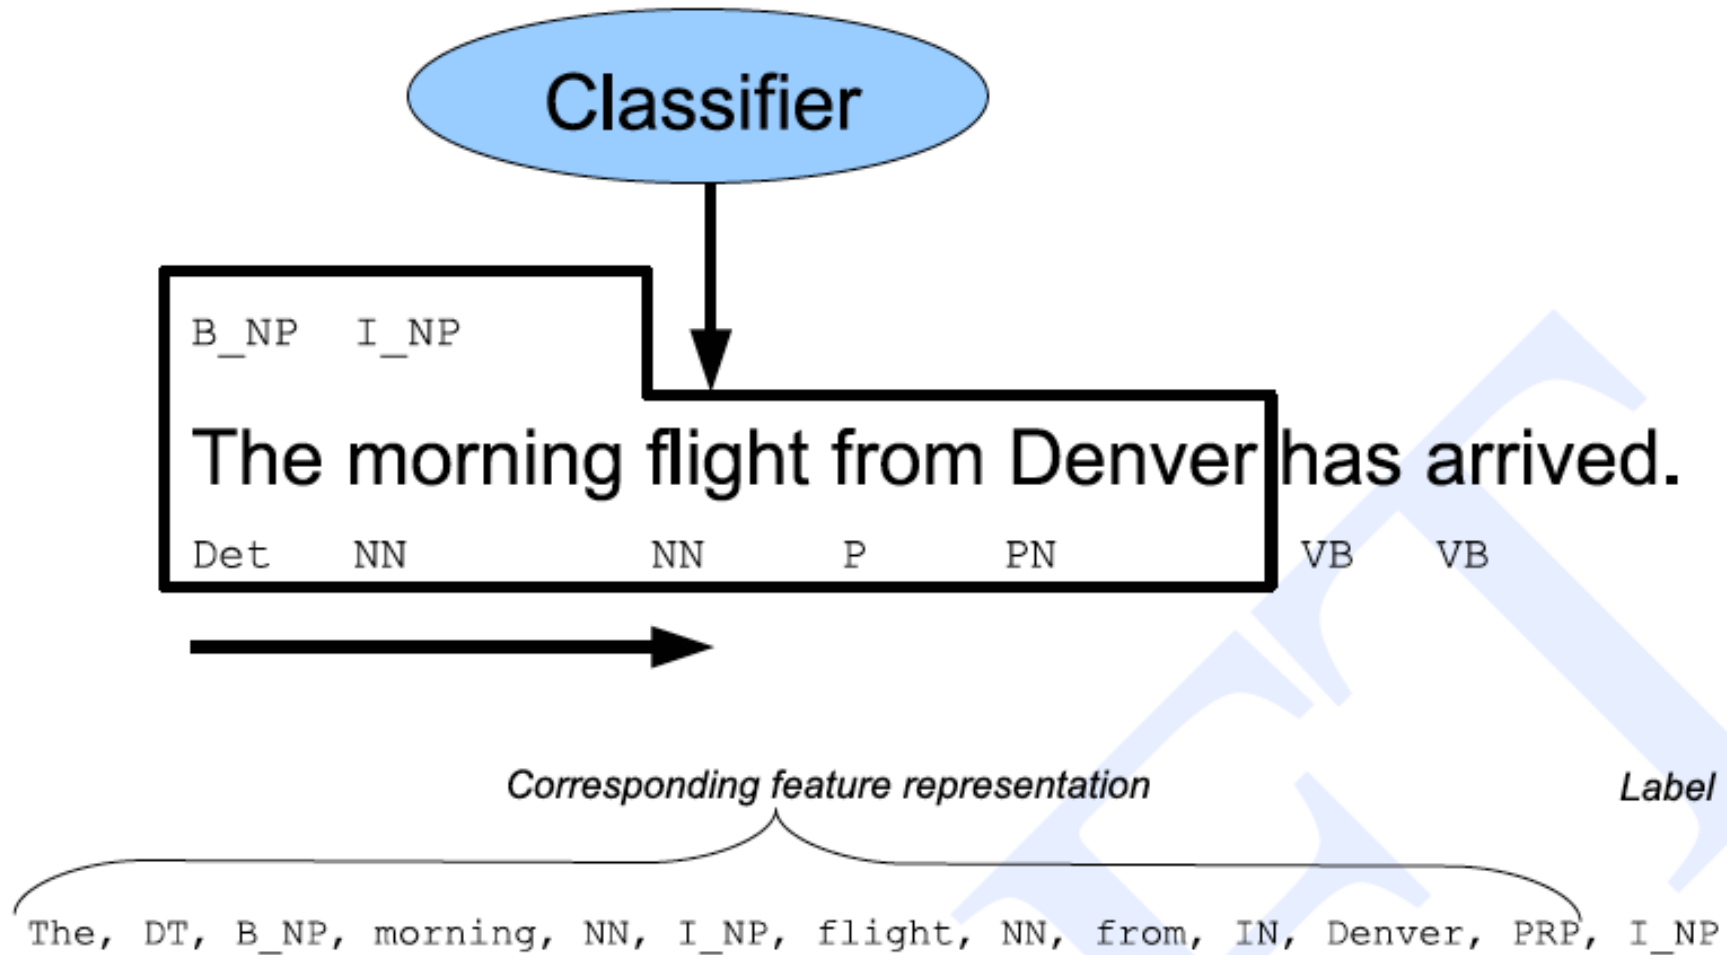 Classifier
B_NP I_NP
The morning flight from Denver has arrived.
Det NN NN P PN VB VB
Corresponding feature representation Label
The, DT, B_NP, morning, NN, I_NP, flight, NN, from, IN, Denver, PRP, I_NP